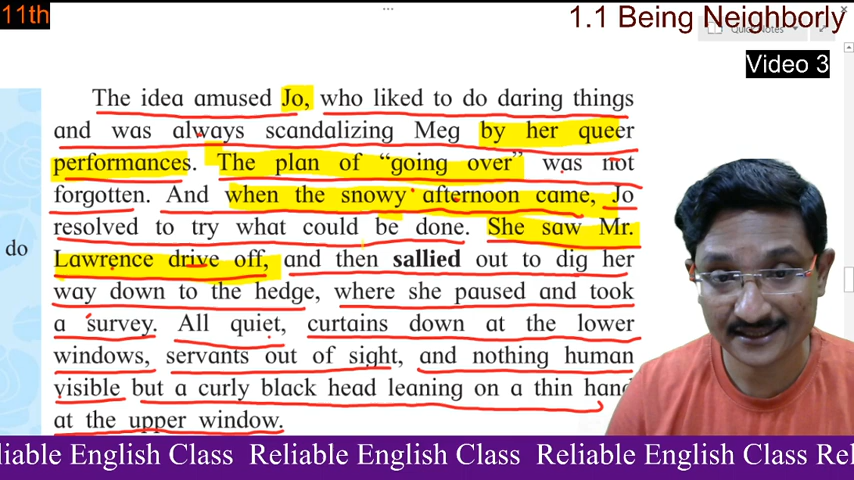 11th
1.1 Being Neighborly
Quick Notes
Video 3
The idea amused Jo, who liked to do daring things
and was always scandalizing Meg by her queer
performances. The plan of “going over” was not
forgotten. And when the snowy afternoon came, Jo
resolved to try what could be done. She saw Mr.
do
Lawrence drive off, and then sallied out to dig her
way down to the hedge, where she paused and took
a survey. All quiet, curtains down at the lower
windows, servants out of sight, and nothing human
visible but a curly black head leaning on a thin hand
at the upper window.
eliable English Class Reliable English Class Reliable English Class Rel